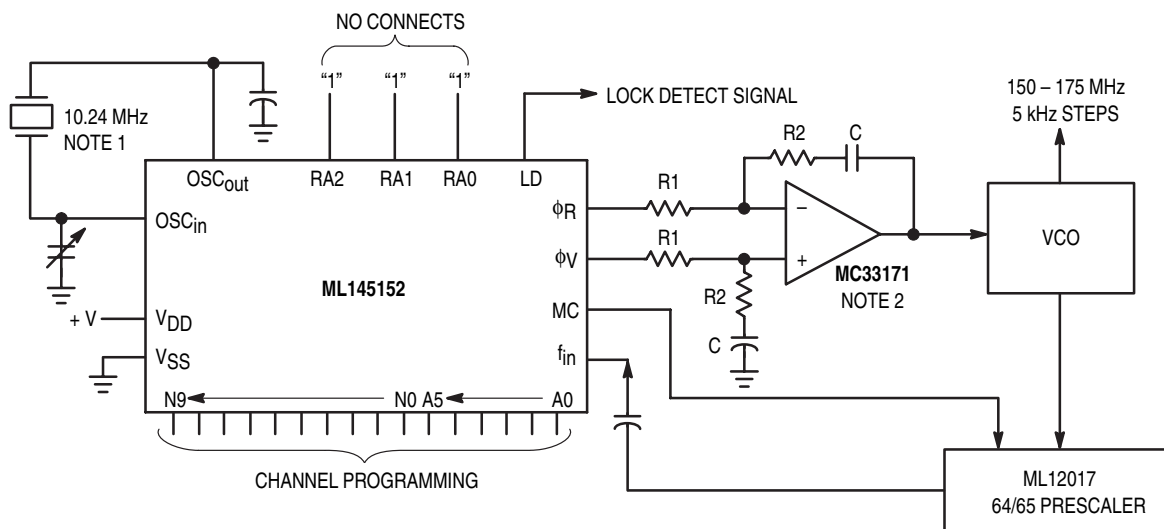 NO CONNECTS
“1” “1” “1”
LOCK DETECT SIGNAL
150 – 175 MHz
5 kHz STEPS
10.24 MHz
NOTE 1
R2 C
OSCout RA2 RA1 RA0 LD
R1
ϕR
–
OSCin
VCO
R1
ϕV
+
MC33171
NOTE 2
ML145152
R2
+ V VDD
MC
C
VSS
fin
N9 N0 A5 A0
CHANNEL PROGRAMMING
ML12017
64/65 PRESCALER